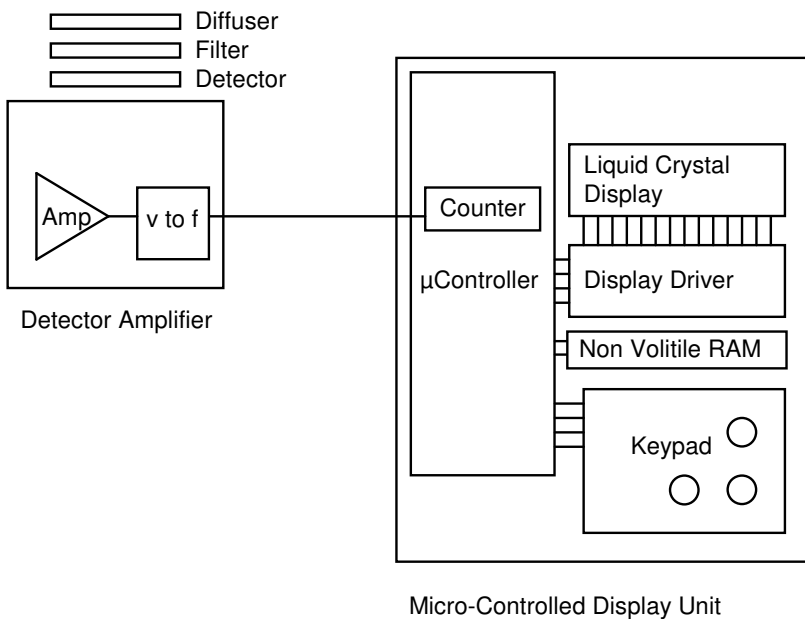 Diffuser
Filter
Detector
Amp
v to f
Detector Amplifier
Counter
µController
Liquid Crystal
Display
Display Driver
Non Volitile RAM
Keypad
Micro-Controlled Display Unit